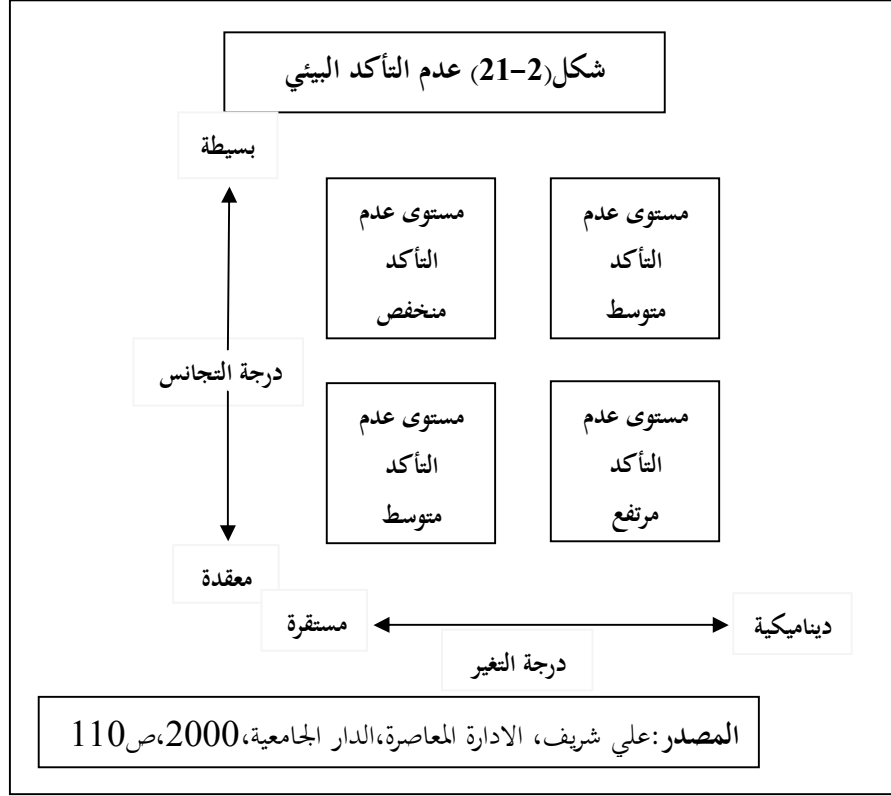 شكل(2-21) عدم التأكد البيئي
بسيطة
مستوى عدم
التأكد
متوسط
مستوى عدم
التأكد
منخفص
درجة التجانس
مستوى عدم
التأكد
مرتفع
مستوى عدم
التأكد
متوسط
معقدة
مستقرة
ديناميكية
درجة التغير
المصدر:علي شريف، الادارة المعاصرة،الدار الجامعية،2000،ص110